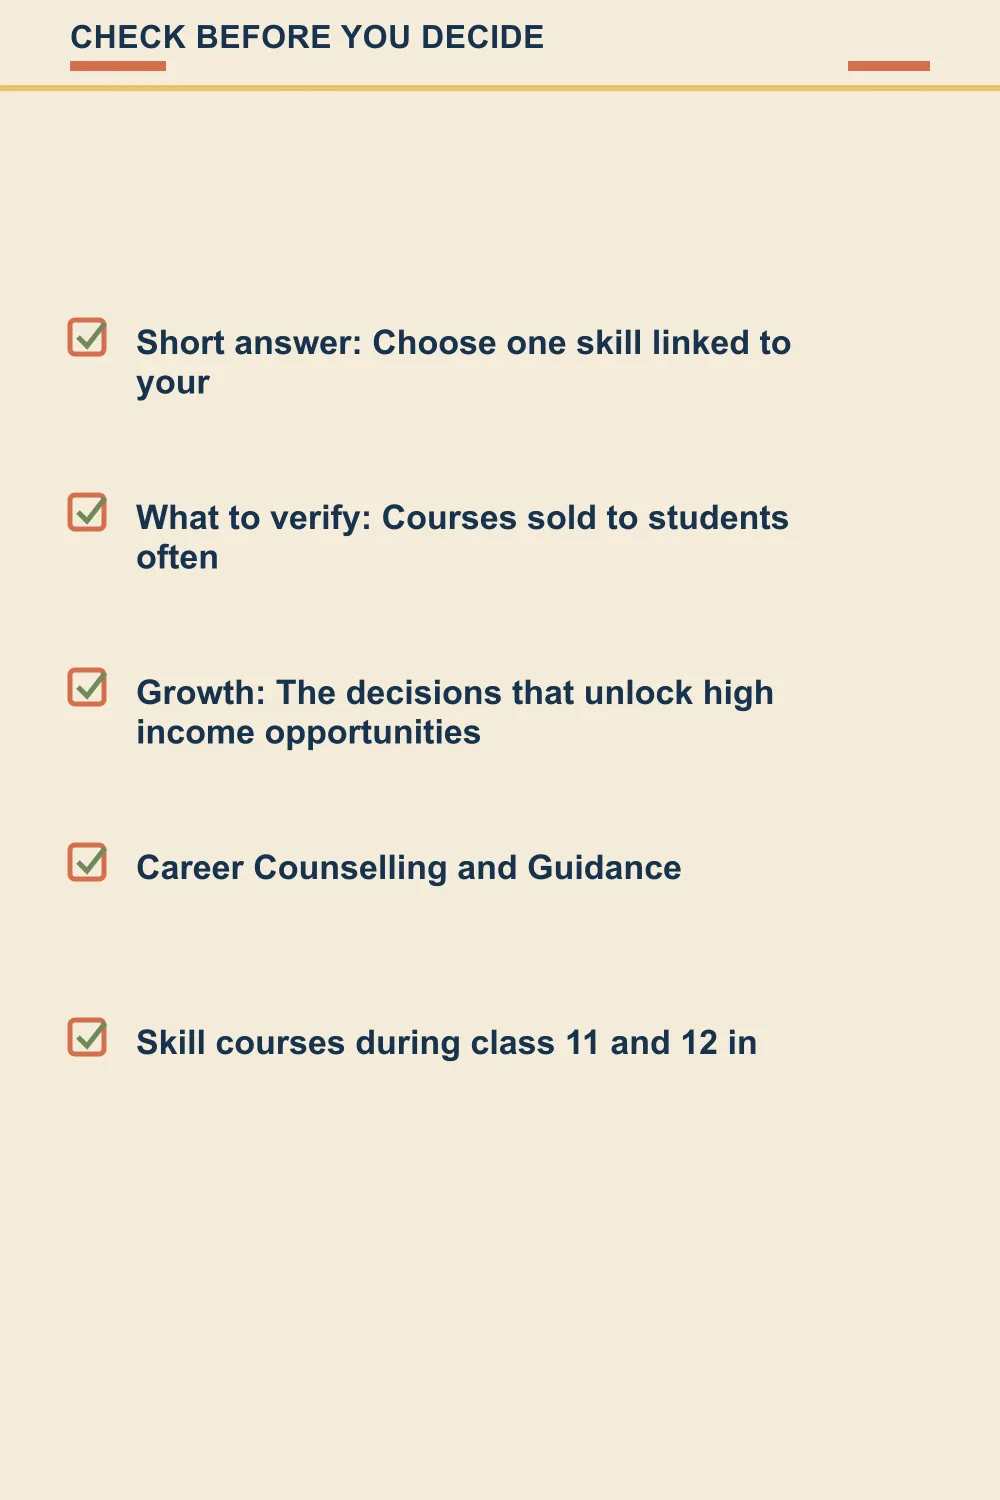 CHECK BEFORE YOU DECIDE
Short answer: Choose one skill linked to
your
What to verify: Courses sold to students
often
Growth: The decisions that unlock high
income opportunities
Career Counselling and Guidance
Skill courses during class 11 and 12 in